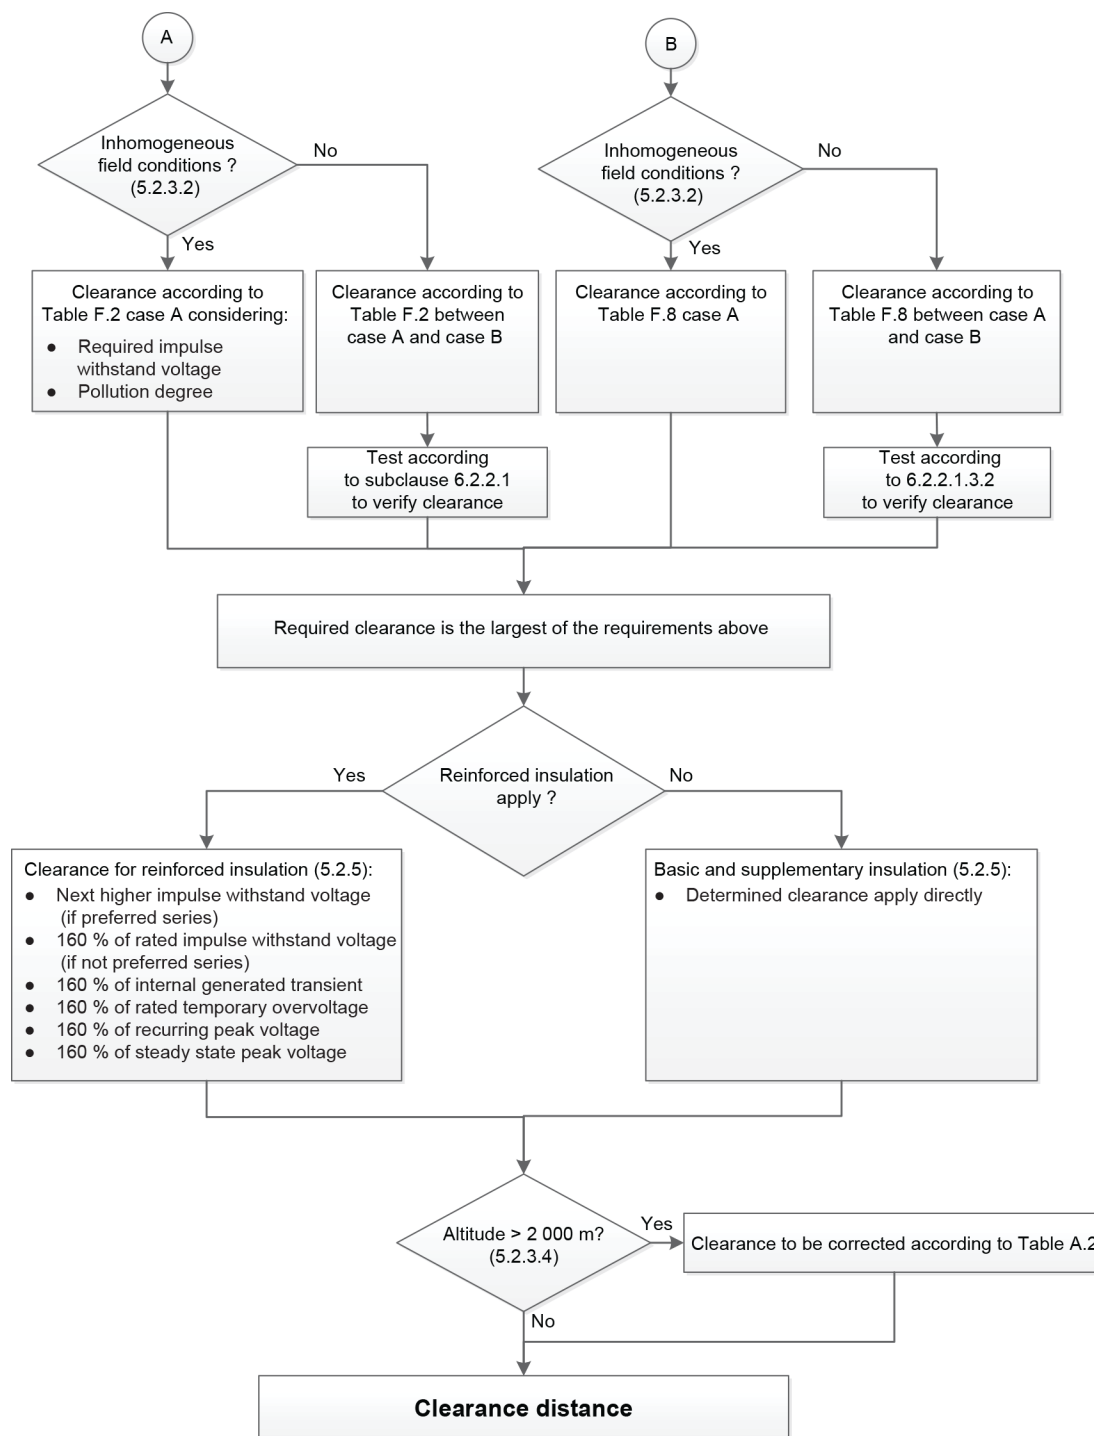 A
B
Inhomogeneous
field conditions ?
(5.2.3.2)
No
Yes
Inhomogeneous
field conditions ?
(5.2.3.2)
No
Yes
Clearance according to
Table F.2 case A considering:
● Required impulse
withstand voltage
● Pollution degree
Clearance according to
Table F.2 between
case A and case B
Clearance according to
Table F.8 case A
Clearance according to
Table F.8 between case A
and case B
Test according
to subclause 6.2.2.1
to verify clearance
Test according
to 6.2.2.1.3.2
to verify clearance
Required clearance is the largest of the requirements above
Reinforced insulation
apply ?
Yes
No
Clearance for reinforced insulation (5.2.5):
● Next higher impulse withstand voltage
(if preferred series)
● 160 % of rated impulse withstand voltage
(if not preferred series)
● 160 % of internal generated transient
● 160 % of rated temporary overvoltage
● 160 % of recurring peak voltage
● 160 % of steady state peak voltage
Basic and supplementary insulation (5.2.5):
● Determined clearance apply directly
Altitude > 2 000 m?
(5.2.3.4)
Yes
Clearance to be corrected according to Table A.2
No
Clearance distance